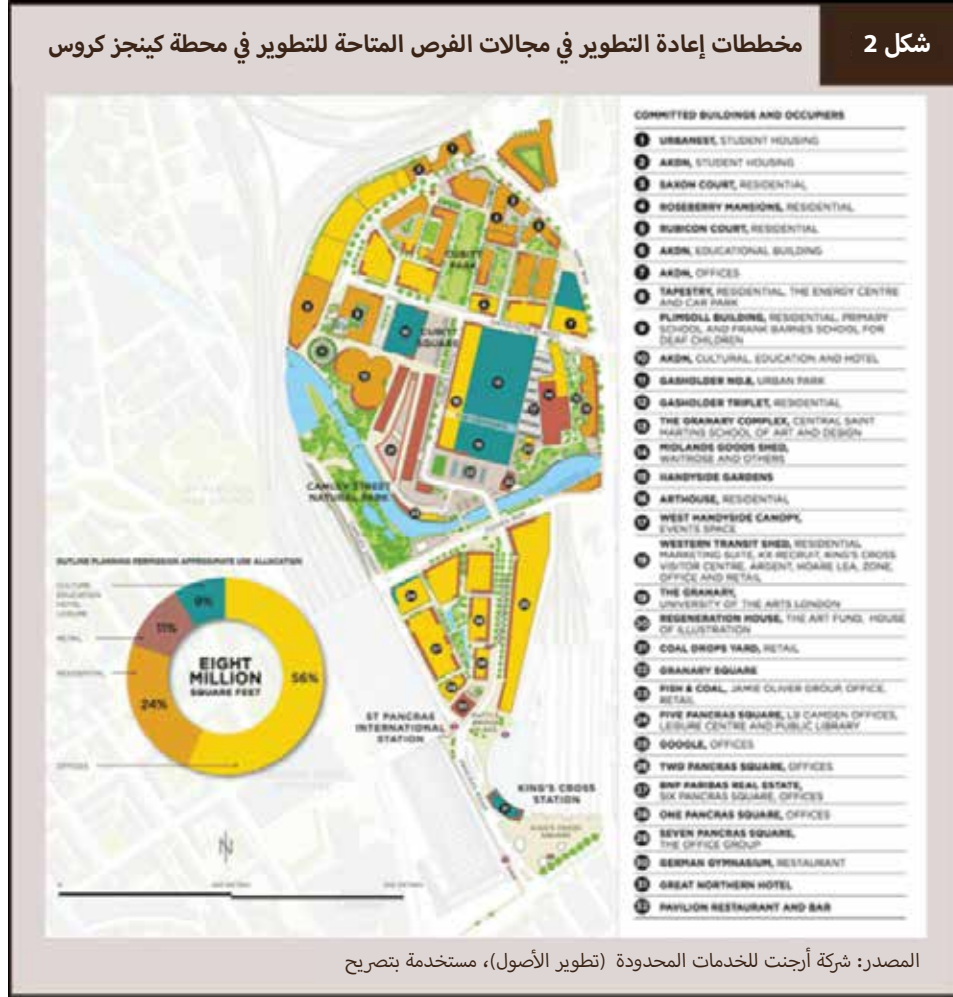 شكل 2
مخططات إعادة التطوير في مجالات الفرص المتاحة للتطوير في محطة كينجز كروس
COMMITTED BUILDINGS AND OCCUPIERS
1 URBANEST, STUDENT HOUSING
2 AKDN, STUDENT HOUSING
3 SAXON COURT, RESIDENTIAL
4 ROSEBERRY MANSIONS, RESIDENTIAL
5 RUBICON COURT, RESIDENTIAL
6 AKDN, EDUCATIONAL BUILDING
7 AKDN, OFFICES
8 TAPESTRY, RESIDENTIAL, THE ENERGY CENTRE
AND CAR PARK
9 PLIMSOLL BUILDING, RESIDENTIAL, PRIMARY
SCHOOL AND FRANK BARNES SCHOOL FOR
DEAF CHILDREN
10 AKDN, CULTURAL, EDUCATION AND HOTEL
11 GASHOLDER NO.8, URBAN PARK
12 GASHOLDER TRIPLET, RESIDENTIAL
13 THE GRANARY COMPLEX, CENTRAL SAINT
MARTINS SCHOOL OF ART AND DESIGN
14 MIDLANDS GOODS SHED,
WAITROSE AND OTHERS
15 HANDYSIDE GARDENS
16 ARTHOUSE, RESIDENTIAL
17 WEST HANDYSIDE CANOPY,
EVENTS SPACE
WESTERN TRANSIT SHED, RESIDENTIAL
MARKETING SUITE, KX RECRUIT, KING'S CROSS
VISITOR CENTRE, ARGENT, HOARE LEA, ZONE,
OFFICE AND RETAIL
19 THE GRANARY,
UNIVERSITY OF THE ARTS LONDON
20 REGENERATION HOUSE, THE ART FUND, HOUSE
OF ILLUSTRATION
21 COAL DROPS YARD, RETAIL
22 GRANARY SQUARE
23 FISH & COAL, JAMIE OLIVER GROUP, OFFICE,
RETAIL
24 FIVE PANCRAS SQUARE, LB CAMDEN OFFICES,
LEISURE CENTRE AND PUBLIC LIBRARY
25 GOOGLE, OFFICES
26 TWO PANCRAS SQUARE, OFFICES
27 BNP PARIBAS REAL ESTATE,
SIX PANCRAS SQUARE, OFFICES
28 ONE PANCRAS SQUARE, OFFICES
29 SEVEN PANCRAS SQUARE,
THE OFFICE GROUP
30 GERMAN GYMNASIUM, RESTAURANT
31 GREAT NORTHERN HOTEL
32 PAVILION RESTAURANT AND BAR
CUBITT
PARK
CUBITT
SQUARE
CAMLEY STREET
NATURAL PARK
OUTLINE PLANNING PERMISSION APPROXIMATE USE ALLOCATION
CULTURE
EDUCATION
HOTEL
LEISURE
RETAIL
RESIDENTIAL
OFFICES
9%
11%
24%
56%
EIGHT
MILLION
SQUARE FEET
ST PANCRAS
INTERNATIONAL
STATION
KING'S CROSS
STATION
KING'S CROSS
SQUARE
N
المصدر: شركة أرجنت للخدمات المحدودة (تطوير الأصول)، مستخدمة بتصريح